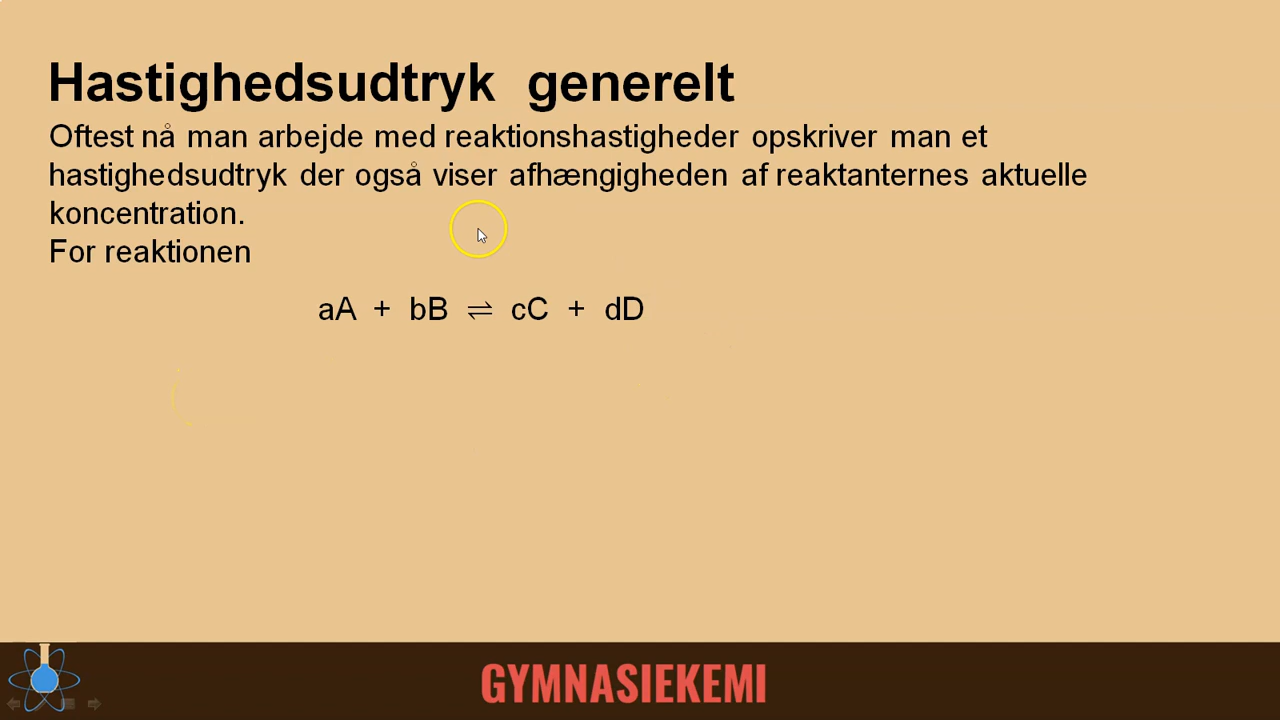 Hastighedsudtryk generelt
Oftest nå man arbejde med reaktionshastigheder opskriver man et
hastighedsudtryk der også viser afhængigheden af reaktanternes aktuelle
koncentration.
For reaktionen
aA + bB ⇌ cC + dD
GYMNASIEKEMI